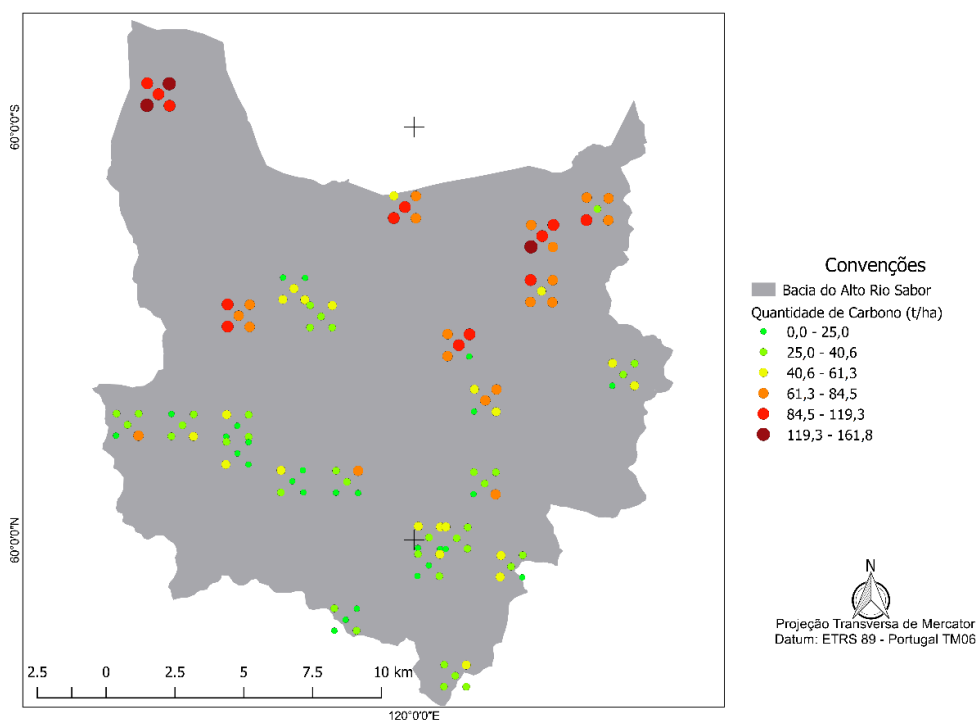 60°0'0"S
60°0'0"N
120°0'0"E
2.5 0 2.5 5 7.5 10 km
Convenções
Bacia do Alto Rio Sabor
Quantidade de Carbono (t/ha)
0,0 - 25,0
25,0 - 40,6
40,6 - 61,3
61,3 - 84,5
84,5 - 119,3
119,3 - 161,8
N
Projeção Transversa de Mercator
Datum: ETRS 89 - Portugal TM06